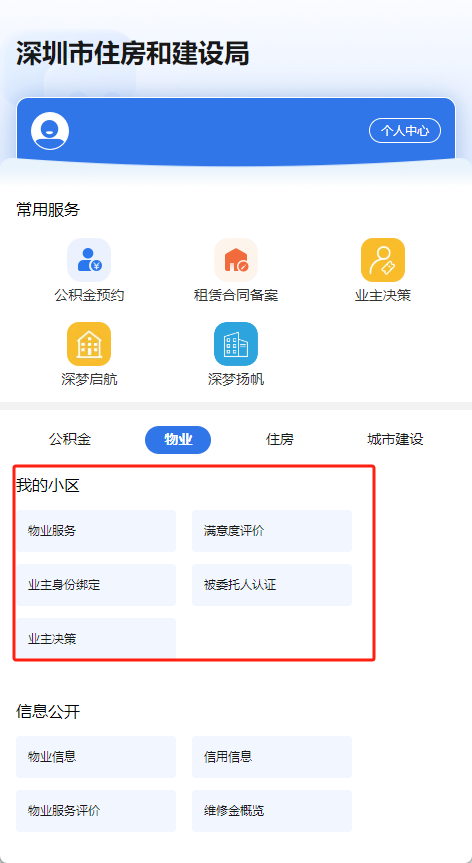 深圳市住房和建设局
个人中心
常用服务
公积金预约 租赁合同备案 业主决策
深梦启航 深梦扬帆
公积金 物业 住房 城市建设
我的小区
物业服务 满意度评价
业主身份绑定 被委托人认证
业主决策
信息公开
物业信息 信用信息
物业服务评价 维修金概览